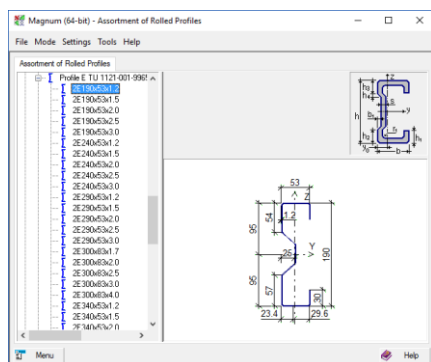 Magnum (64-bit) - Assortment of Rolled Profiles
File Mode Settings Tools Help
Assortment of Rolled Profiles
Profile E TU 1121-001-996
2E190x53x1.2
2E190x53x1.5
2E190x53x2.0
2E190x53x2.5
2E190x53x3.0
2E240x53x1.2
2E240x53x1.5
2E240x53x2.0
2E240x53x2.5
2E240x53x3.0
2E290x53x1.2
2E290x53x1.5
2E290x53x2.0
2E290x53x2.5
2E290x53x3.0
2E300x83x1.7
2E300x83x2.0
2E300x83x2.5
2E300x83x3.0
2E300x83x4.0
2E340x53x1.2
2E340x53x1.5
2E340x53x2.0
z
y
h
s
b
53
Z
54
1.2
95
Y
25
190
95
57
30
23.4
29.6
Menu
Help